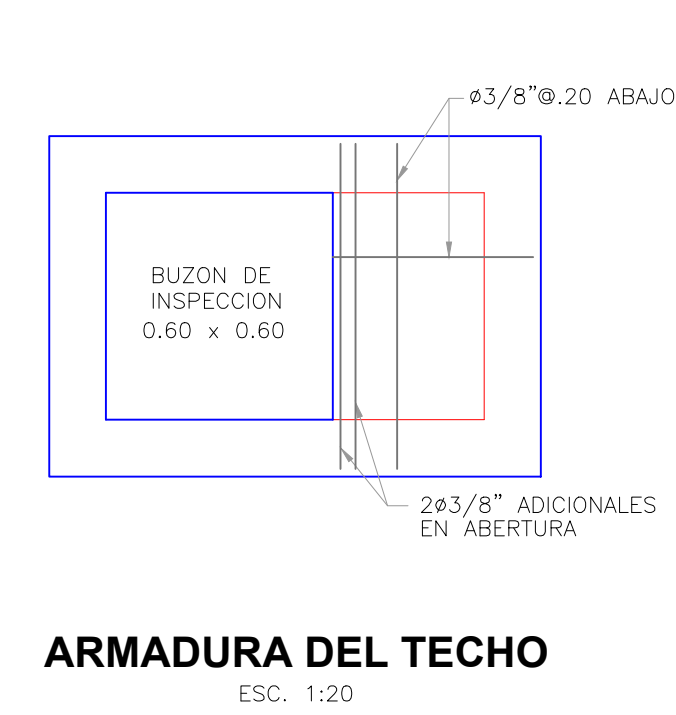 ø3/8"@.20 ABAJO
BUZON DE
INSPECCION
0.60 x 0.60
2ø3/8" ADICIONALES
EN ABERTURA
ARMADURA DEL TECHO
ESC. 1:20